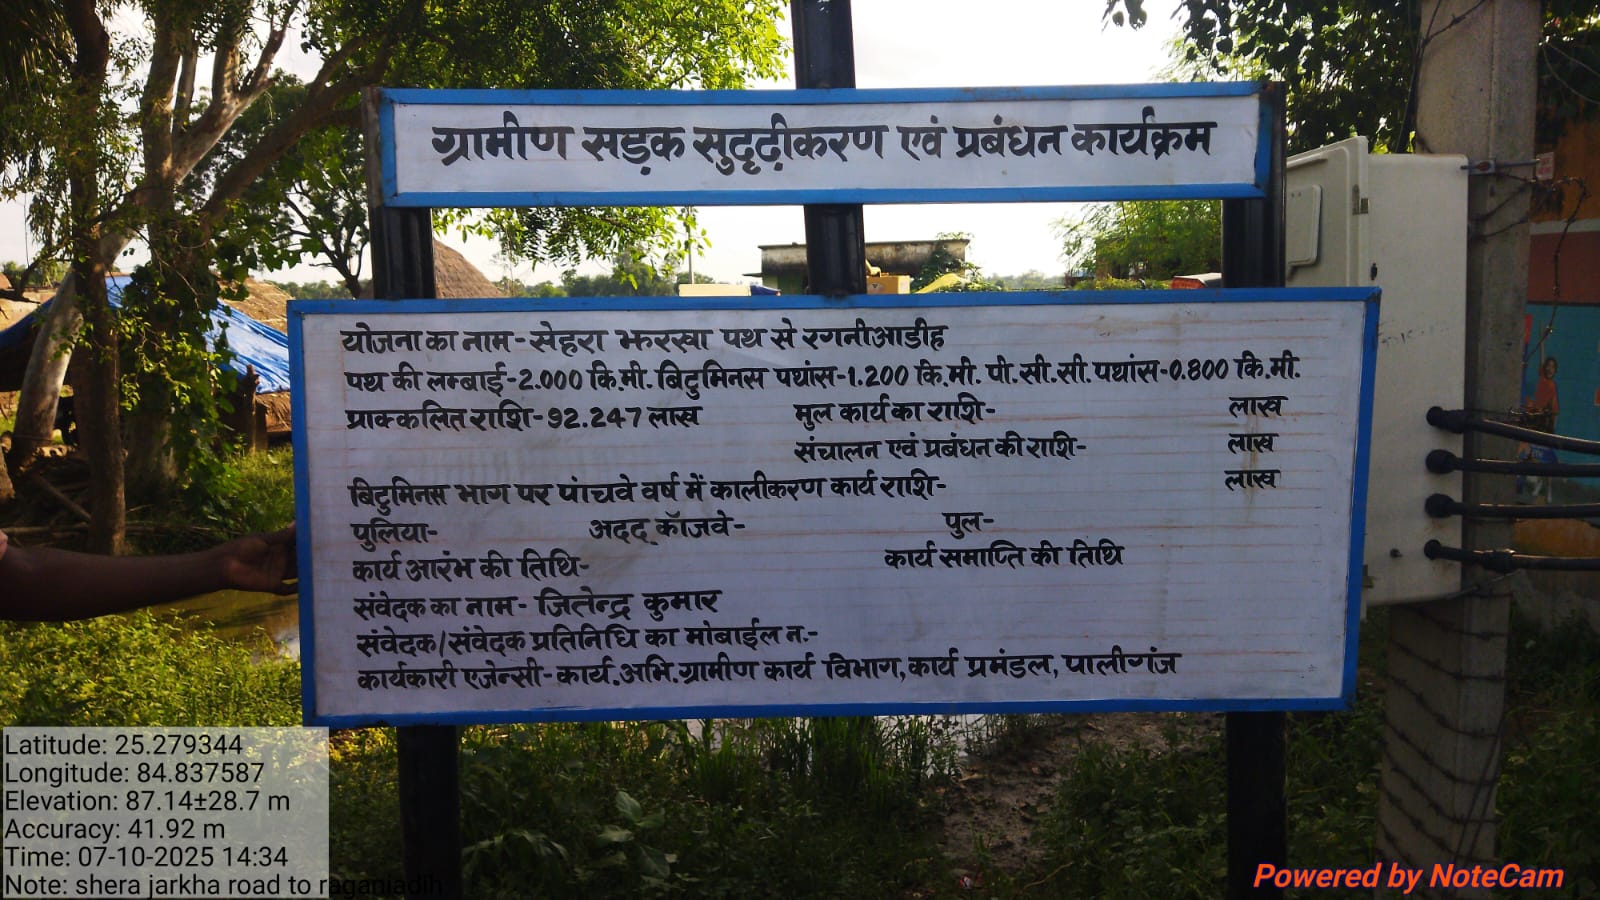 ग्रामीण सड़क सुदृढ़ीकरण एवं प्रबंधन कार्यक्रम
योजना का नाम-सेहरा झरखा पथ से रगनीआडीह
पथ की लम्बाई-2.000 कि.मी. बिटुमिनस पथांस-1.200 कि.मी. पी.सी.सी.पथांस-0.800 कि.मी.
प्राक्कलित राशि-92.247 लाख मुल कार्य का राशि- लाख
संचालन एवं प्रबंधन की राशि- लाख
बिटुमिनस भाग पर पांचवे वर्ष में कालीकरण कार्य राशि- लाख
पुलिया- अदद् कॉजवे- पुल-
कार्य आरंभ की तिथि- कार्य समाप्ति की तिथि
संवेदक का नाम- जितेन्द्र कुमार
संवेदक/संवेदक प्रतिनिधि का मोबाईल न.-
कार्यकारी एजेन्सी-कार्य.अभि.ग्रामीण कार्य विभाग,कार्य प्रमंडल, पालीगंज
Latitude: 25.279344
Longitude: 84.837587
Elevation: 87.14±28.7 m
Accuracy: 41.92 m
Time: 07-10-2025 14:34
Note: shera jarkha road to raganiadih
Powered by NoteCam